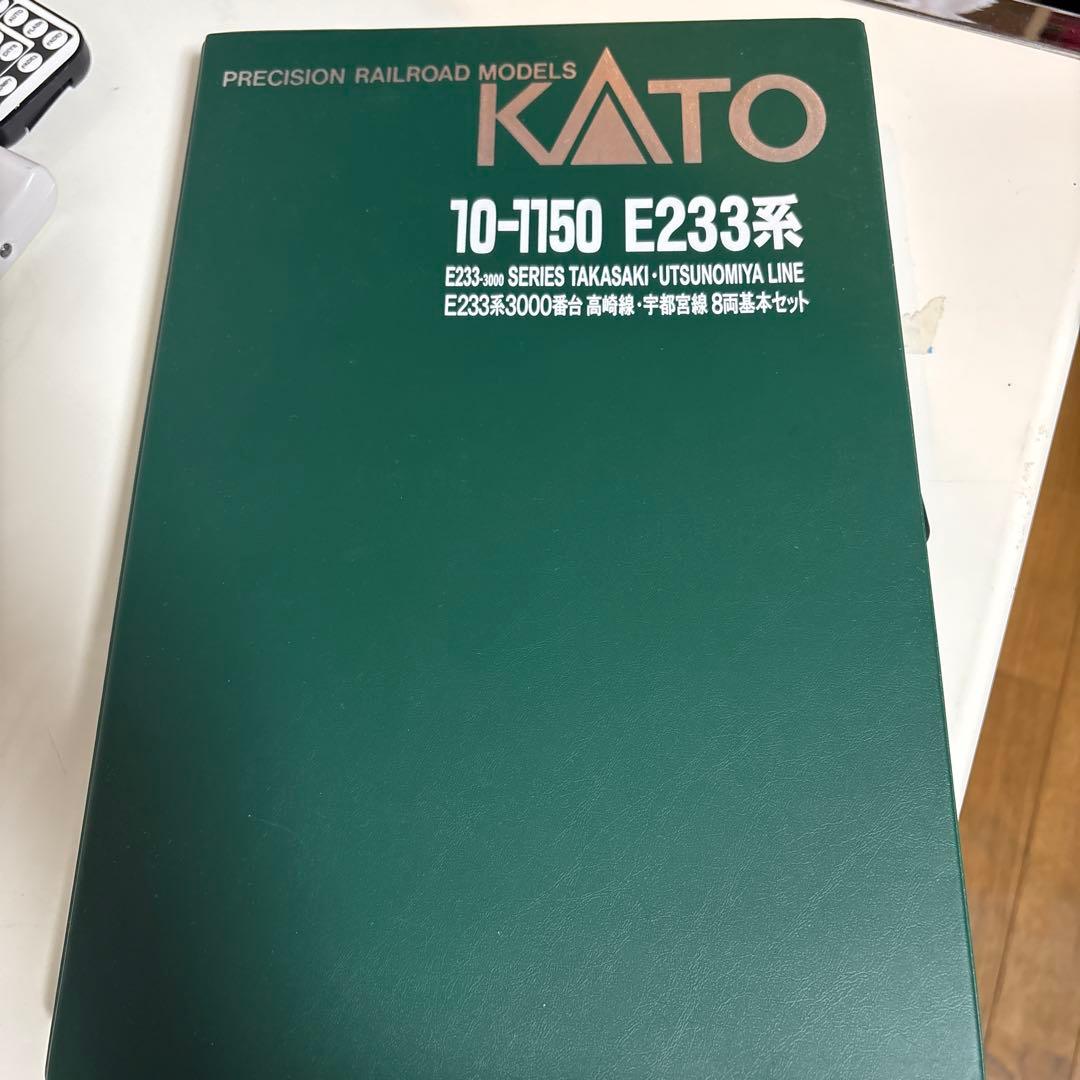 PRECISION RAILROAD MODELS
KATO
10-1150 E233系
E233-3000 SERIES TAKASAKI・UTSUNOMIYA LINE
E233系3000番台 高崎線・宇都宮線 8両基本セット